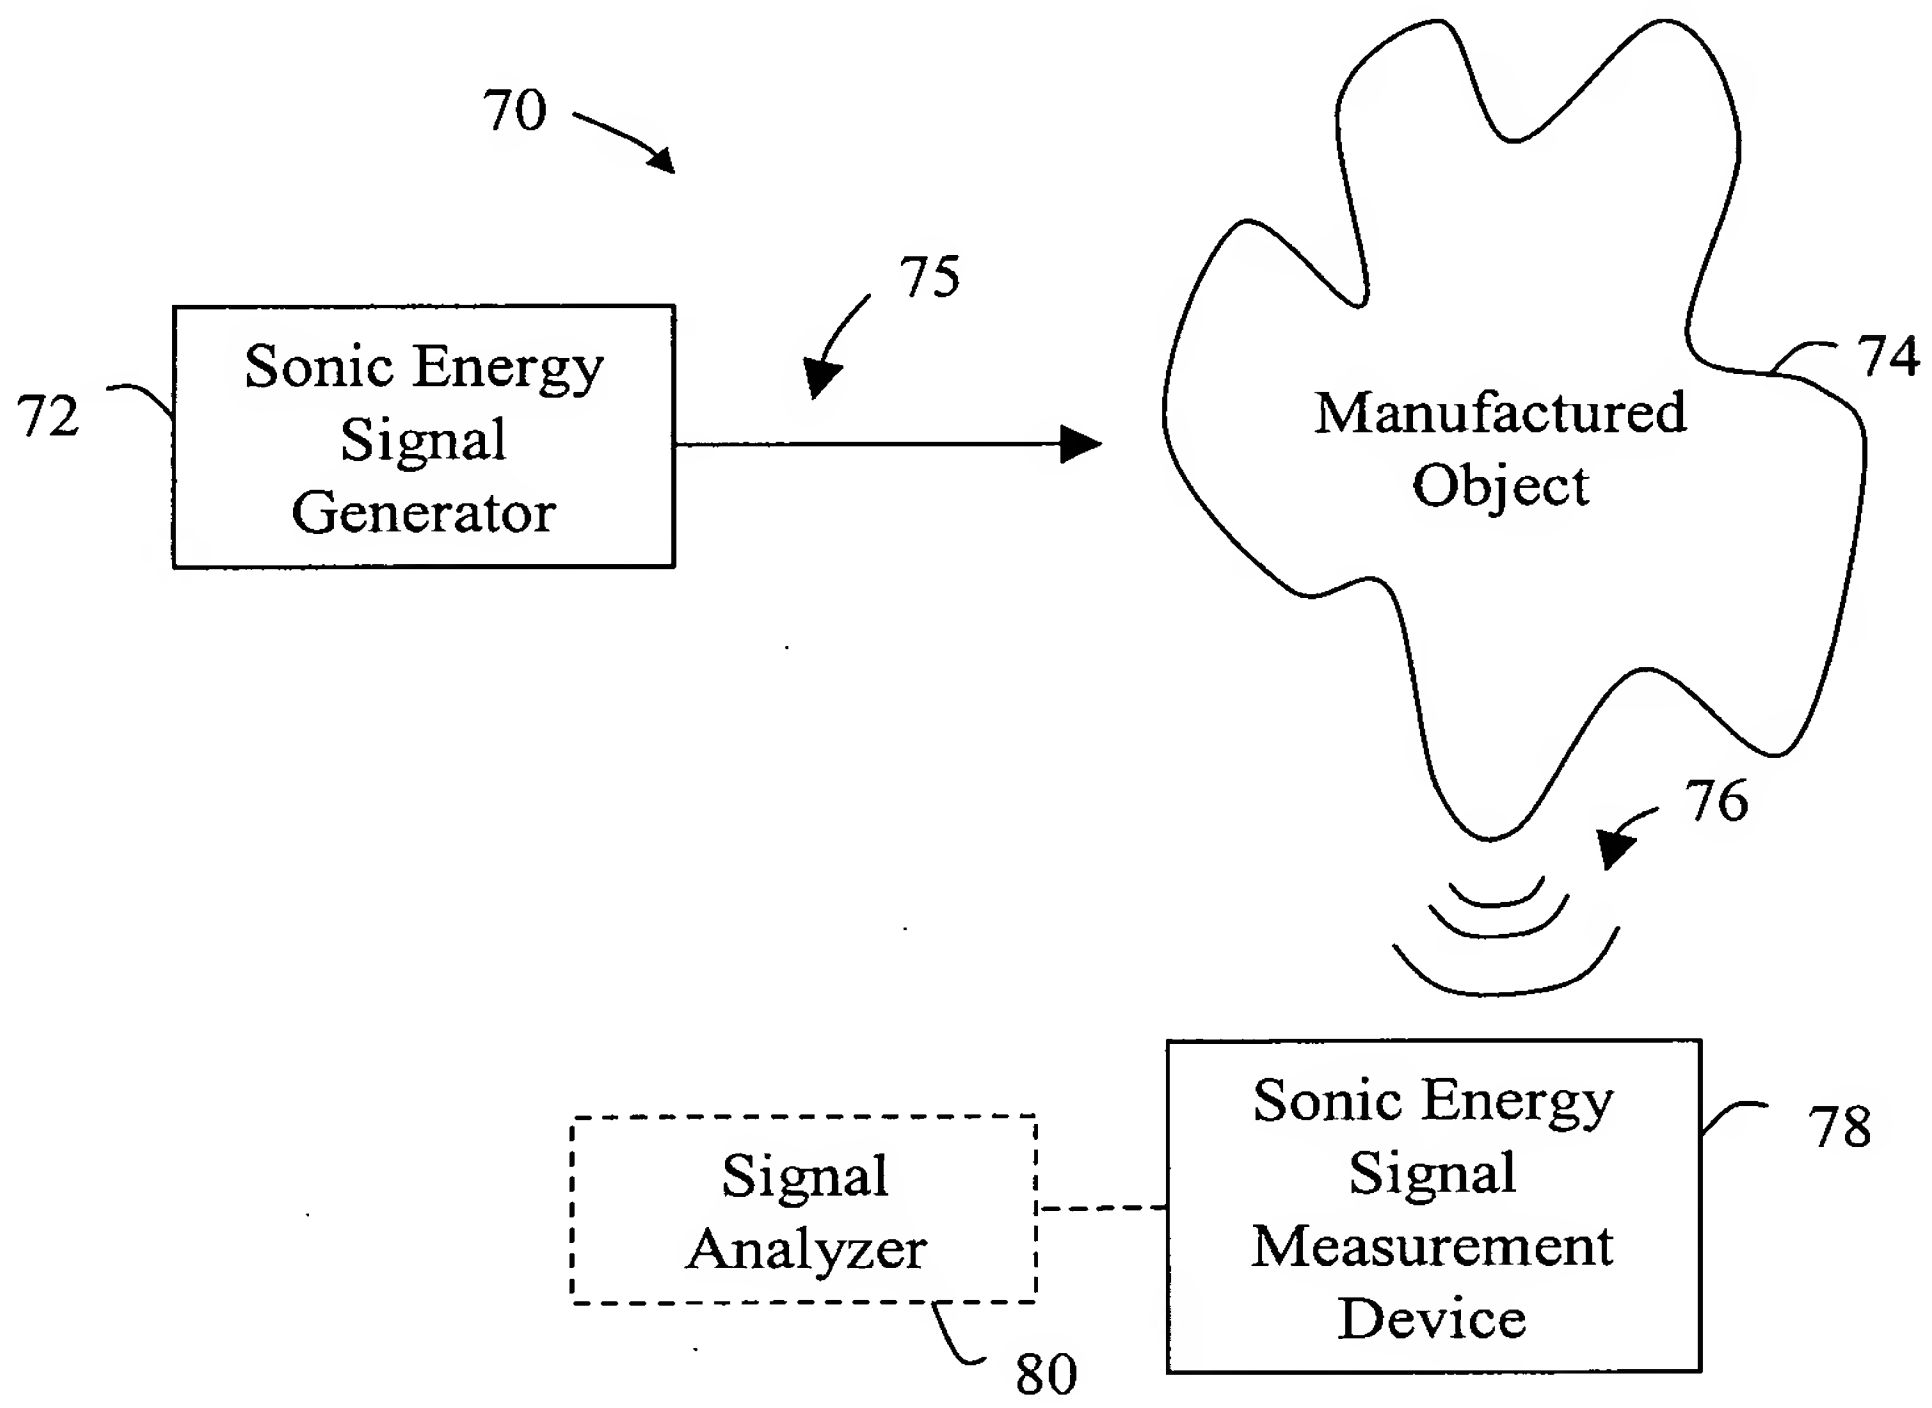 70
75
72
Sonic Energy
Signal
Generator
74
Manufactured
Object
76
Sonic Energy
Signal
Measurement
Device
78
Signal
Analyzer
80